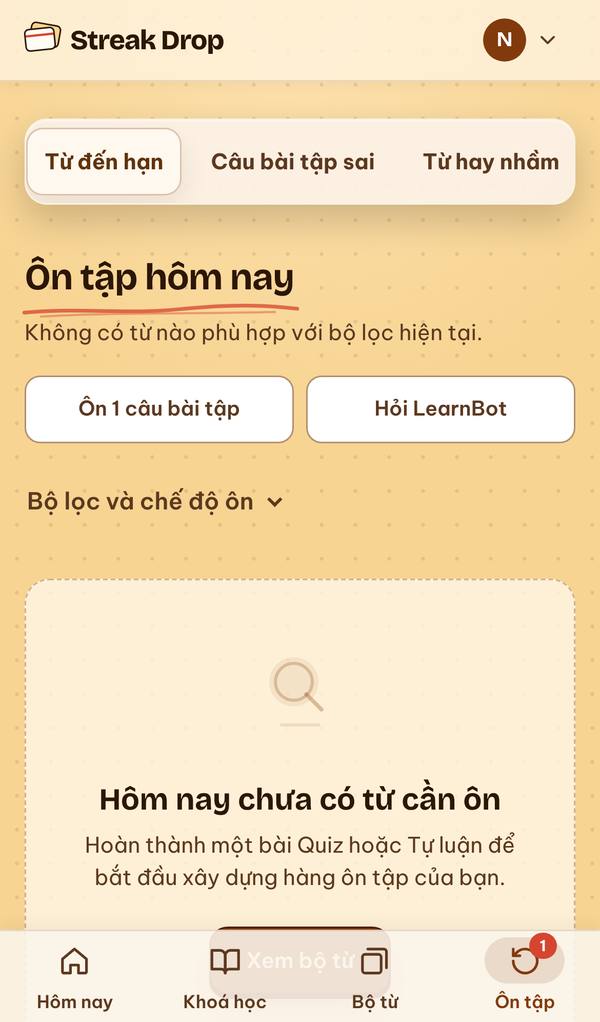 Streak Drop
N
Từ đến hạn
Câu bài tập sai
Từ hay nhầm
Ôn tập hôm nay
Không có từ nào phù hợp với bộ lọc hiện tại.
Ôn 1 câu bài tập
Hỏi LearnBot
Bộ lọc và chế độ ôn
Hôm nay chưa có từ cần ôn
Hoàn thành một bài Quiz hoặc Tự luận để
bắt đầu xây dựng hàng ôn tập của bạn.
Xem bộ từ
1
Hôm nay
Khoá học
Bộ từ
Ôn tập